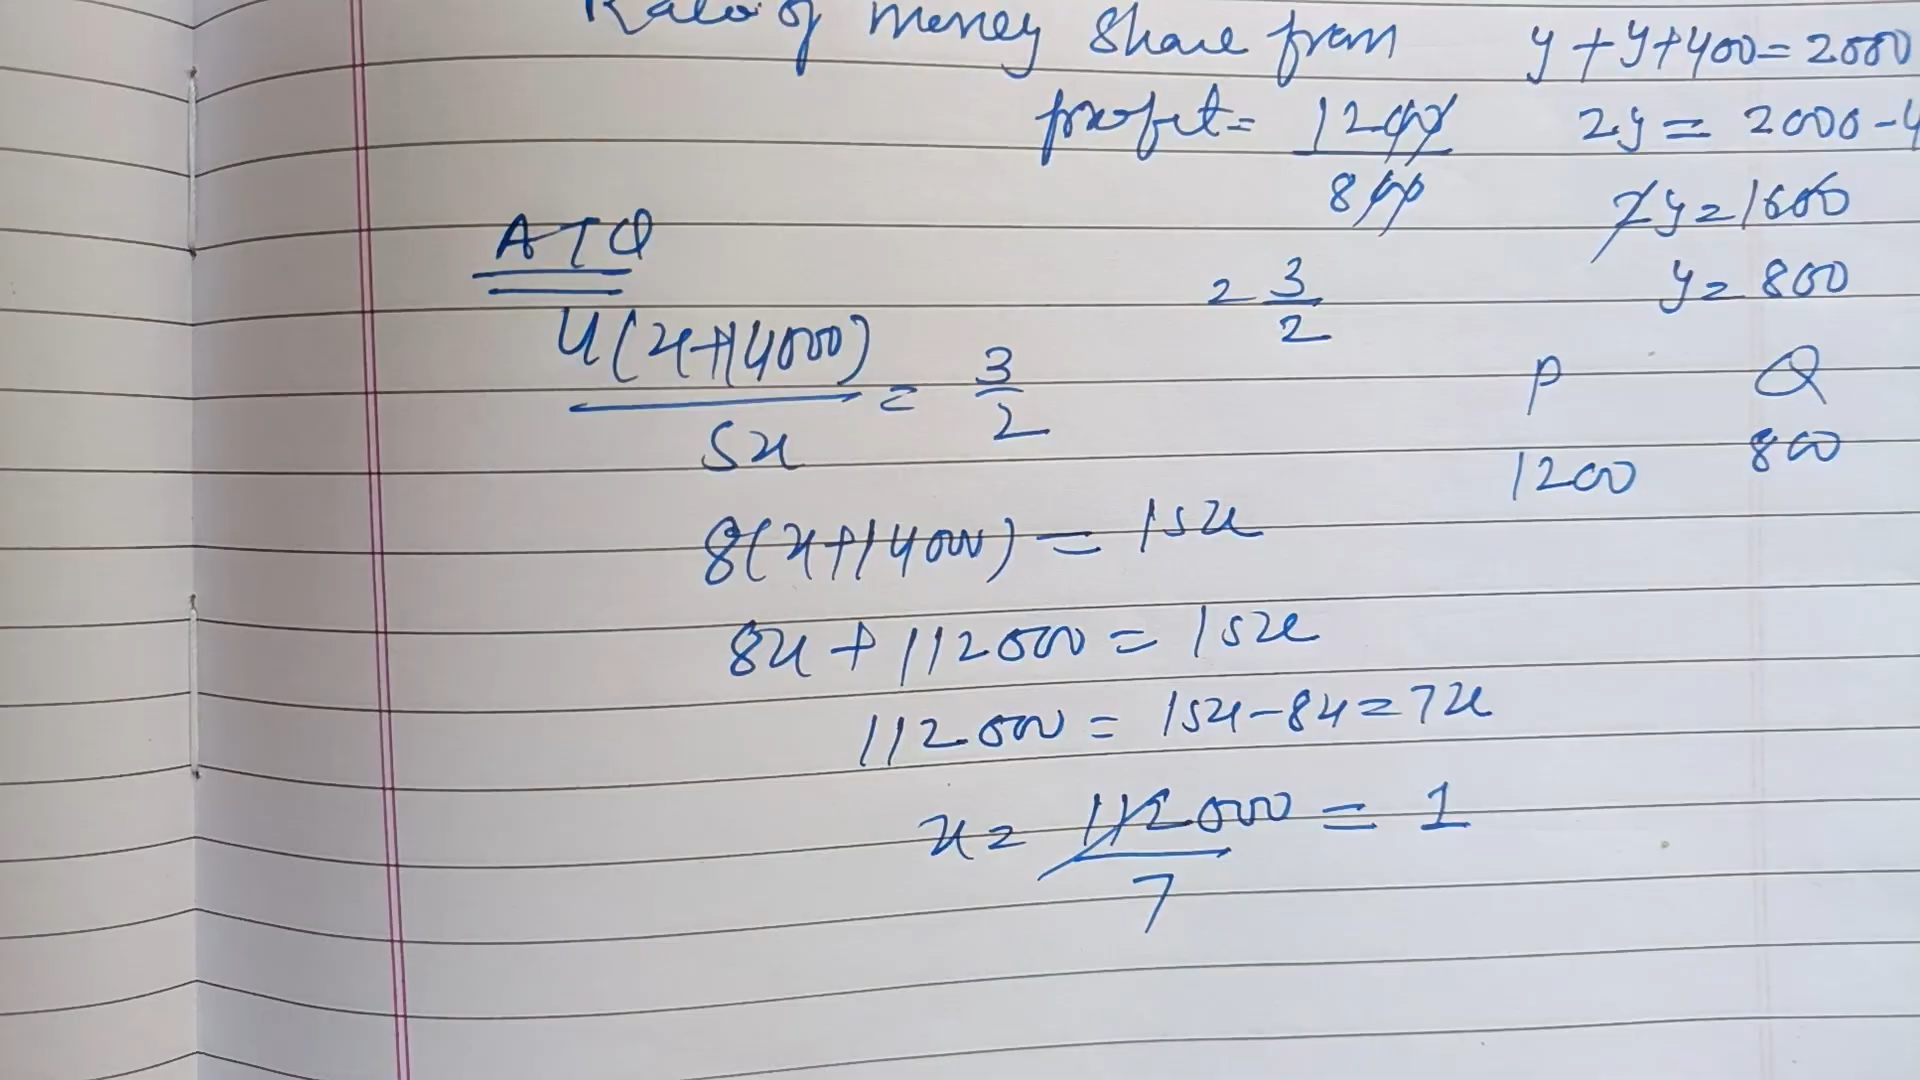 Ratio of money share from
profit = 1200/800
= 3/2
y + y + 400 = 2000
2y = 2000 - 4
2y = 1600
y = 800
P Q
1200 800
ATQ
4(x+14000)/5x = 3/2
8(x+14000) = 15x
8x + 112000 = 15x
112000 = 15x - 8x = 7x
x = 112000/7 = 1